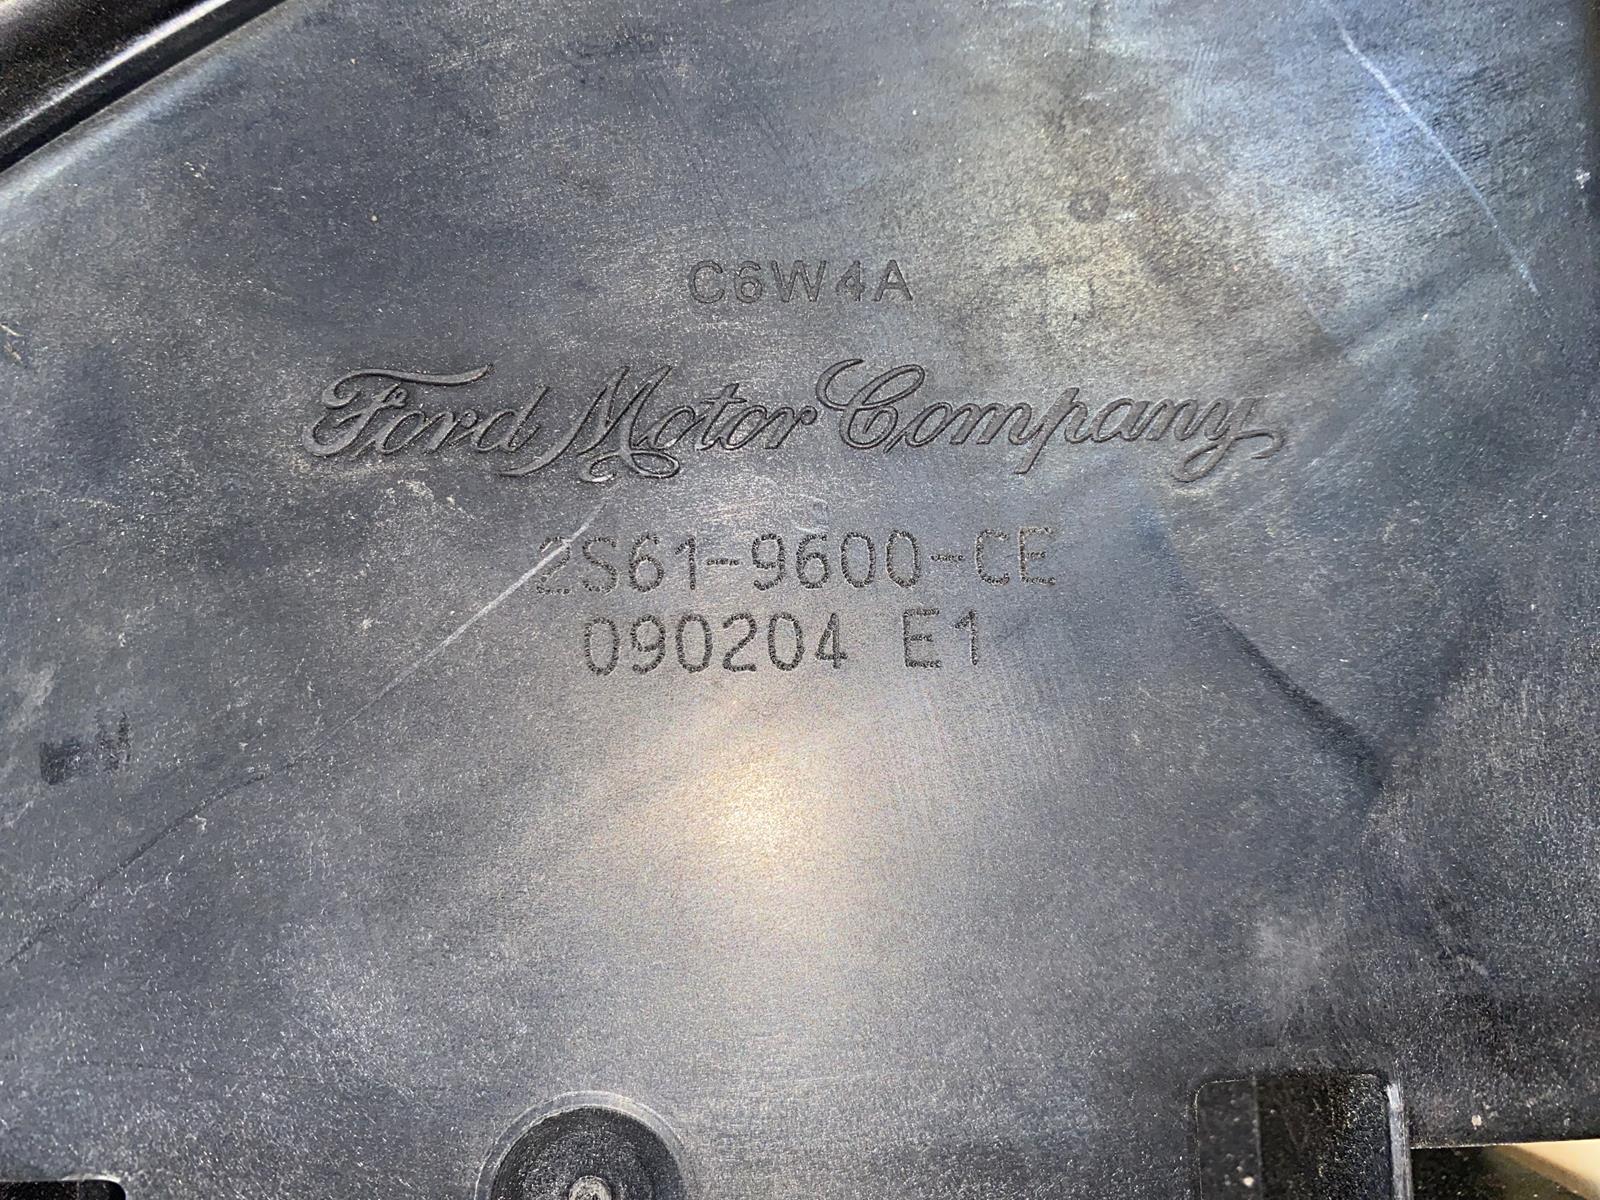 C6W4A
Ford Motor Company
2S61-9600-CE
090204 E1